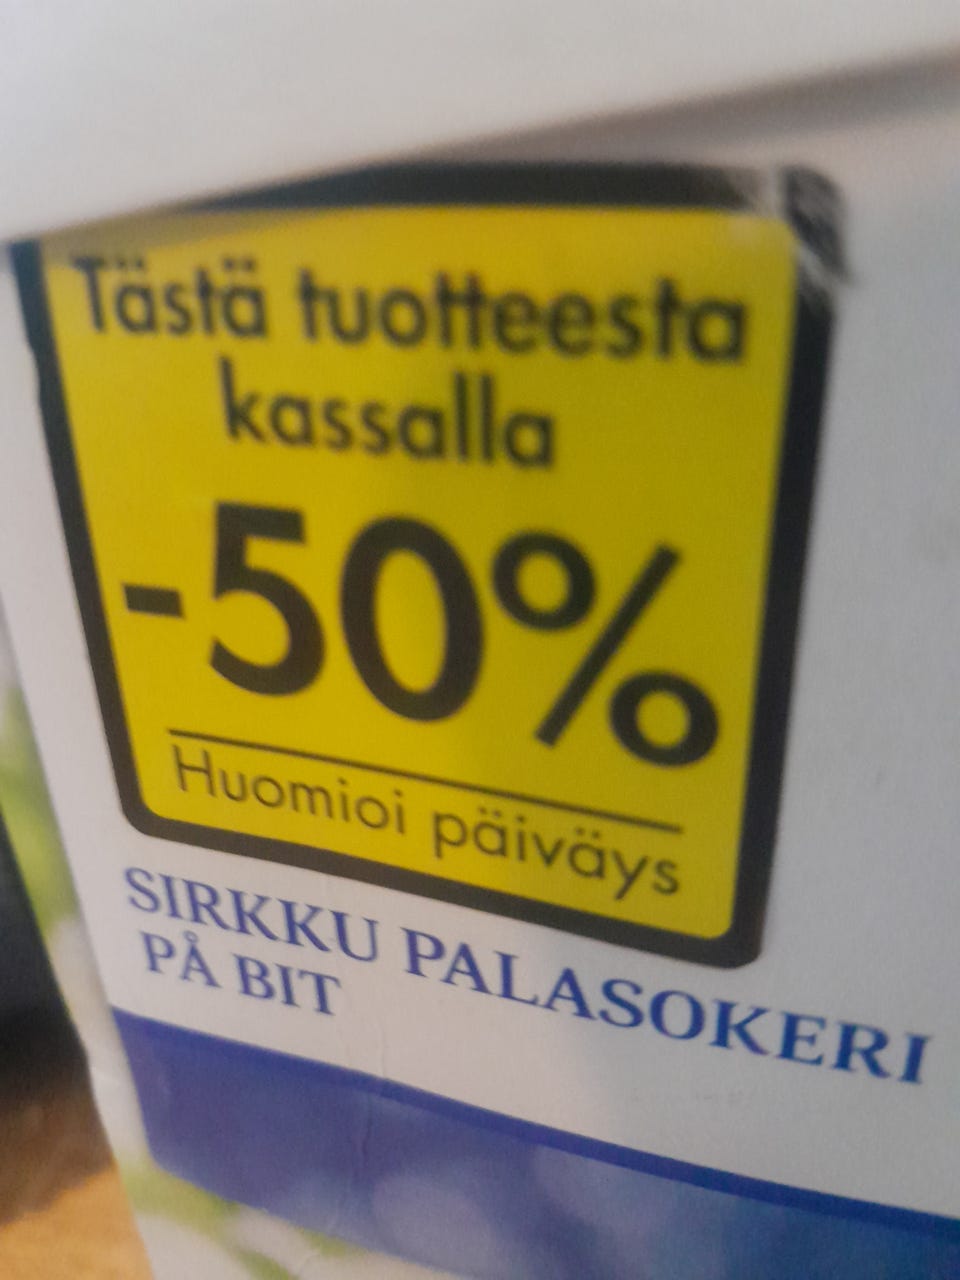 Tästä tuotteesta
kassalla
-50%
Huomioi päiväys
SIRKKU PALASOKERI
PÅ BIT